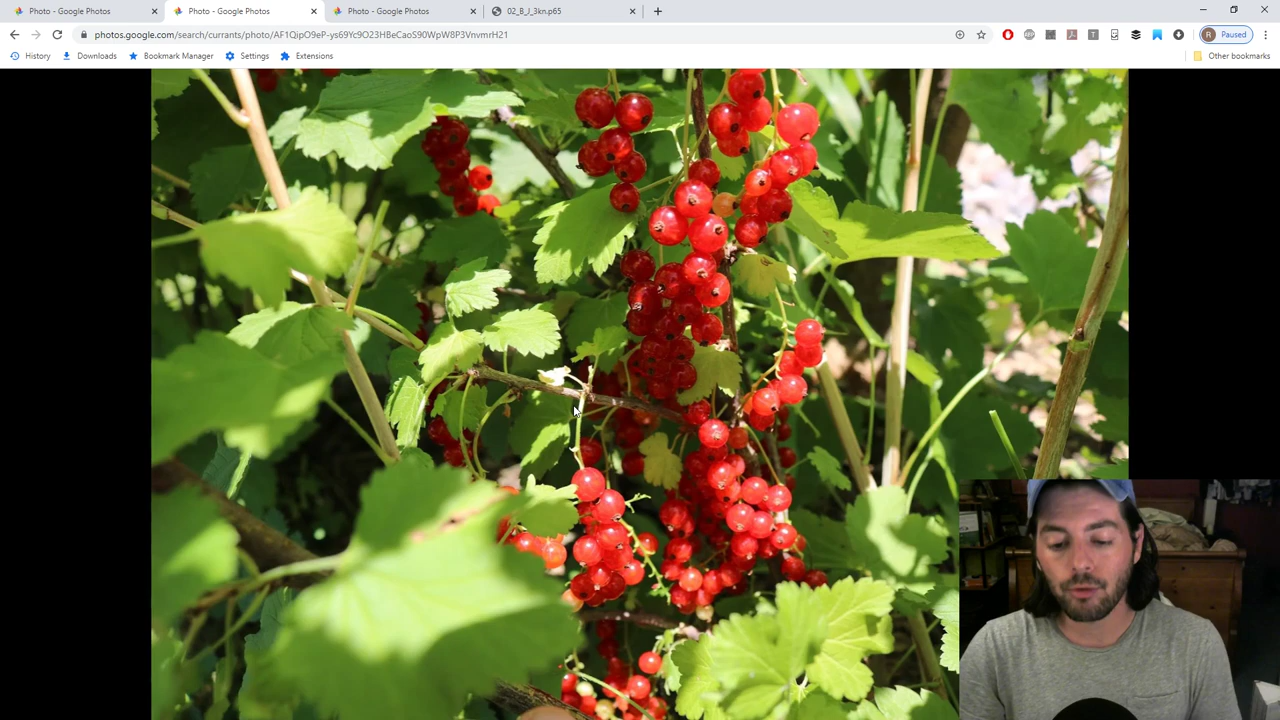 Photo - Google Photos
Photo - Google Photos
Photo - Google Photos
02_B_J_3kn.p65
photos.google.com/search/currants/photo/AF1QipO9eP-ys69Yc9O23HBeCaoS90WpW8P3VnvmrH21
R Paused
History
Downloads
Bookmark Manager
Settings
Extensions
Other bookmarks